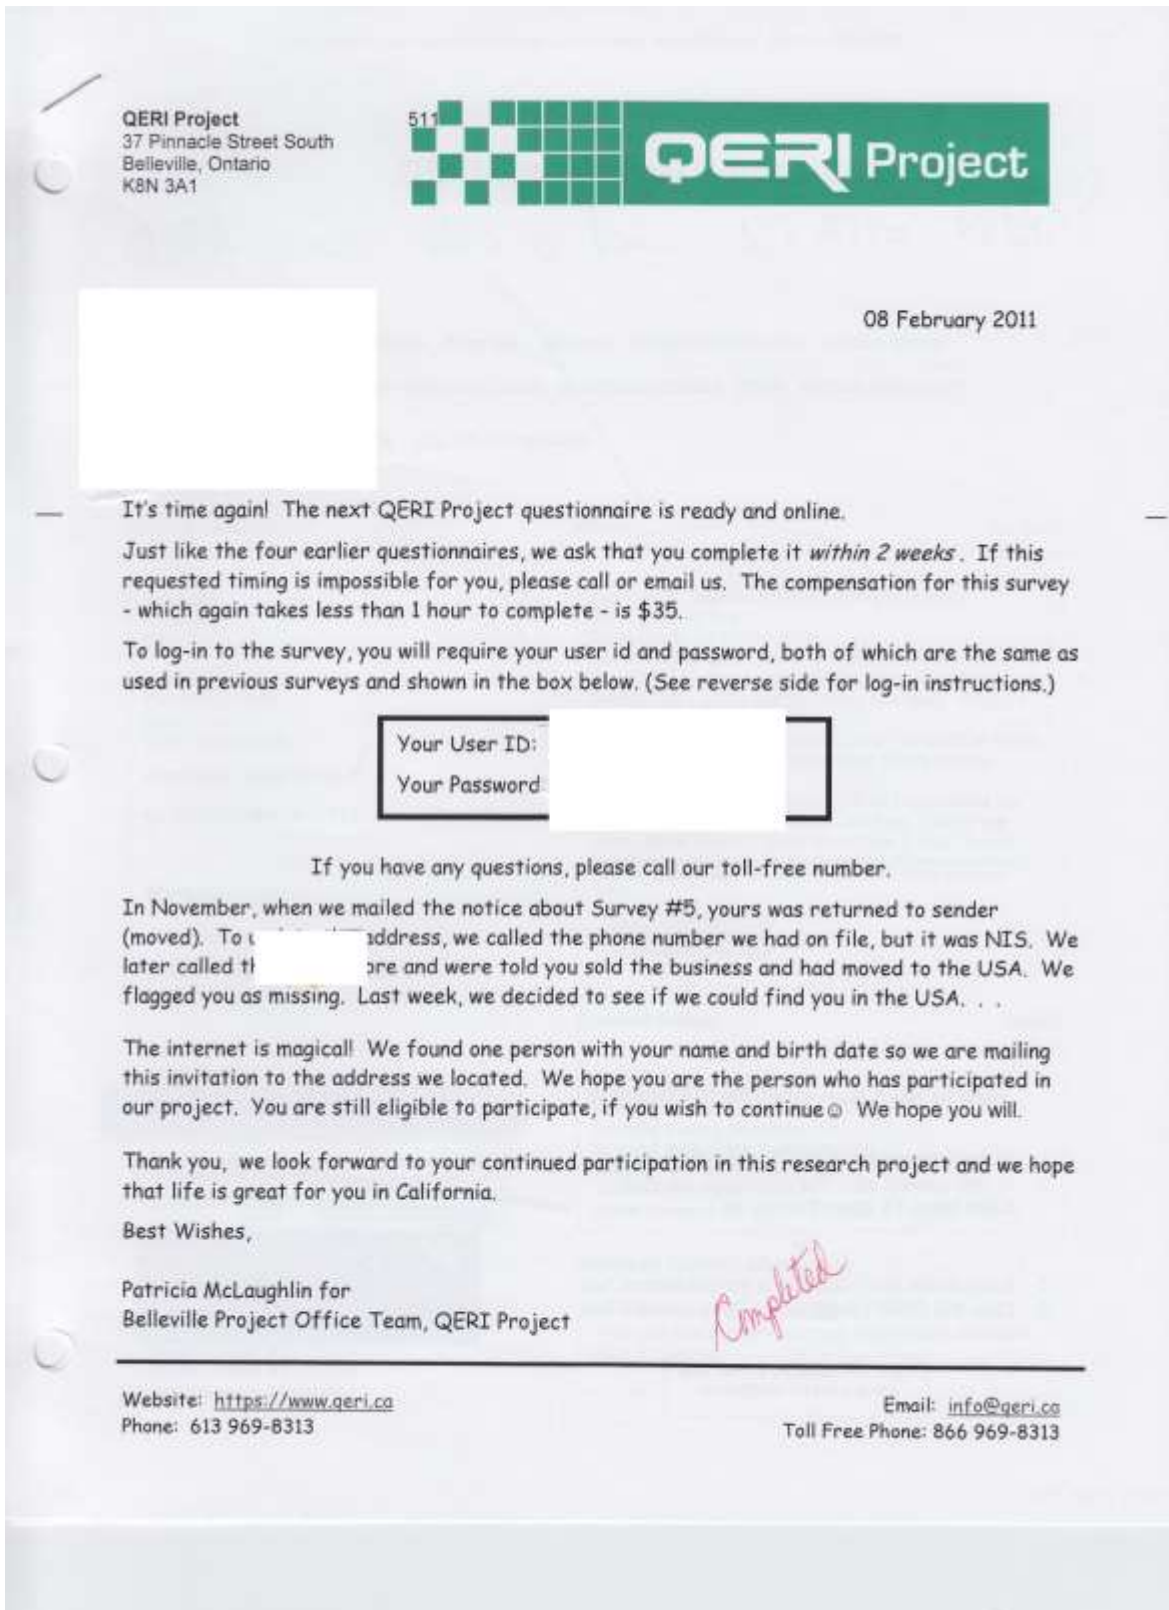 QERI Project
37 Pinnacle Street South
Belleville, Ontario
K8N 3A1
511
QERI Project
08 February 2011
It's time again! The next QERI Project questionnaire is ready and online.
Just like the four earlier questionnaires, we ask that you complete it within 2 weeks. If this
requested timing is impossible for you, please call or email us. The compensation for this survey
- which again takes less than 1 hour to complete - is $35.
To log-in to the survey, you will require your user id and password, both of which are the same as
used in previous surveys and shown in the box below. (See reverse side for log-in instructions.)
Your User ID:
Your Password
If you have any questions, please call our toll-free number.
In November, when we mailed the notice about Survey #5, yours was returned to sender
(moved). To address, we called the phone number we had on file, but it was NIS. We
later called and were told you sold the business and had moved to the USA. We
flagged you as missing. Last week, we decided to see if we could find you in the USA. . .
The internet is magical! We found one person with your name and birth date so we are mailing
this invitation to the address we located. We hope you are the person who has participated in
our project. You are still eligible to participate, if you wish to continue☺ We hope you will.
Thank you, we look forward to your continued participation in this research project and we hope
that life is great for you in California.
Best Wishes,
Patricia McLaughlin for
Belleville Project Office Team, QERI Project
Completed
Website: https://www.qeri.ca
Phone: 613 969-8313
Email: info@qeri.ca
Toll Free Phone: 866 969-8313